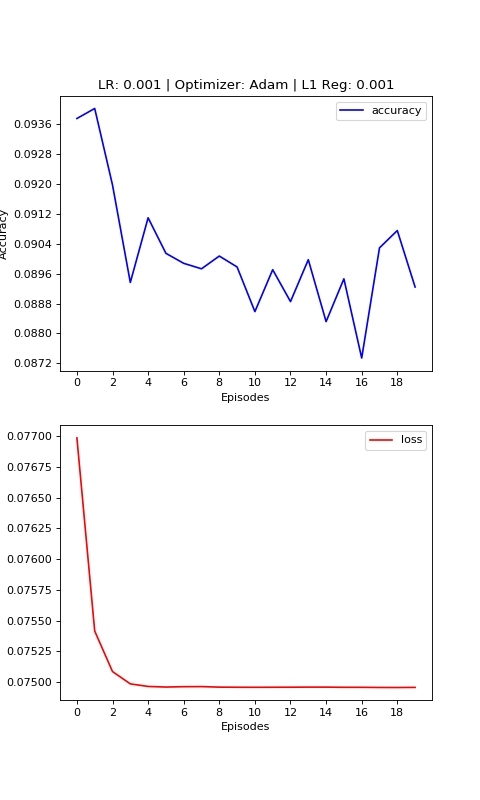 LR: 0.001 | Optimizer: Adam | L1 Reg: 0.001
accuracy
0.0936
0.0928
0.0920
0.0912
0.0904
0.0896
0.0888
0.0880
0.0872
Accuracy
0 2 4 6 8 10 12 14 16 18
Episodes
loss
0.07700
0.07675
0.07650
0.07625
0.07600
0.07575
0.07550
0.07525
0.07500
0 2 4 6 8 10 12 14 16 18
Episodes